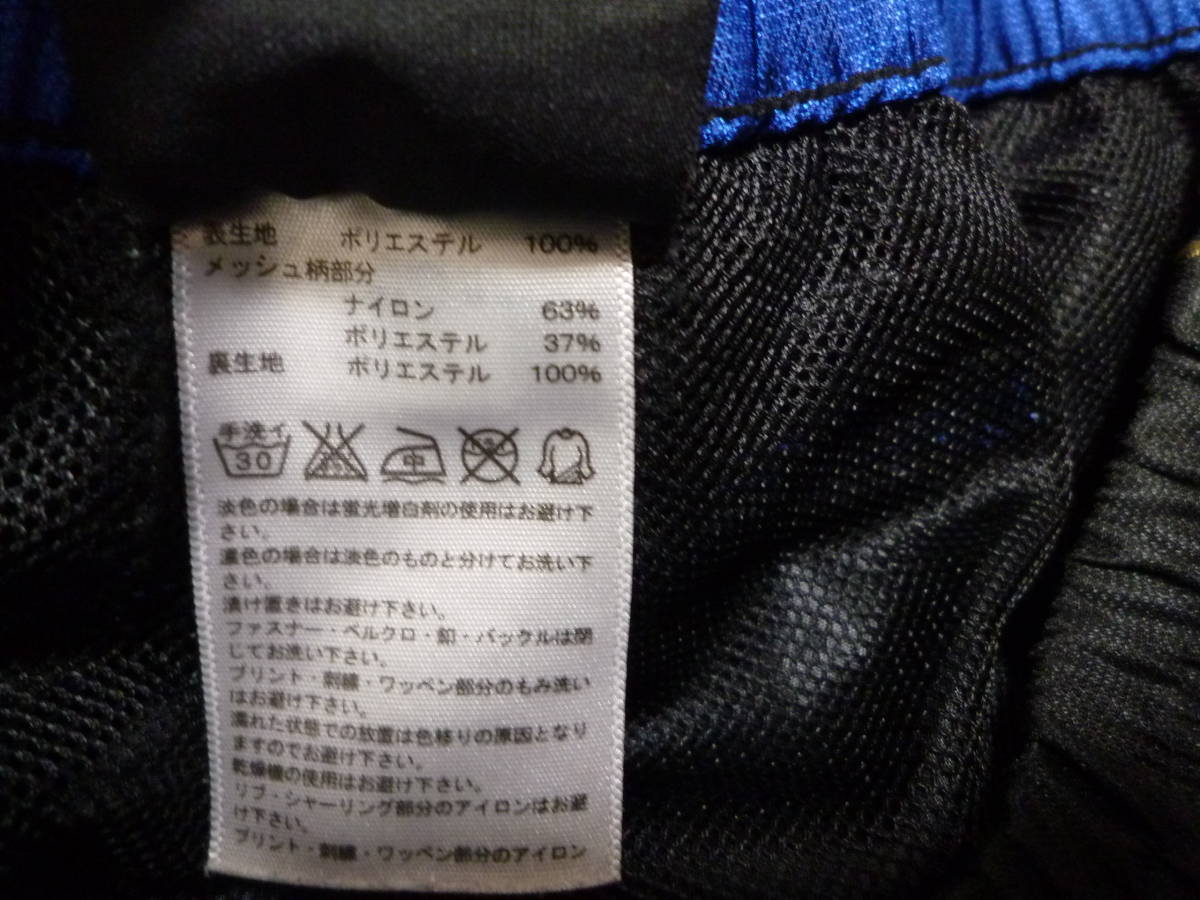 表生地 ポリエステル 100%
メッシュ柄部分
ナイロン 63%
ポリエステル 37%
裏生地 ポリエステル 100%
手洗イ
30
中
淡色の場合は蛍光増白剤の使用はお避け下
さい。
濃色の場合は淡色のものと分けてお洗い下
さい。
漬け置きはお避け下さい。
ファスナー・ベルクロ・釦・バックルは閉
じてお洗い下さい。
プリント・刺繍・ワッペン部分のもみ洗い
はお避け下さい。
濡れた状態での放置は色移りの原因となり
ますのでお避け下さい。
乾燥機の使用はお避け下さい。
リブ・シャーリング部分のアイロンはお避
け下さい。
プリント・刺繍・ワッペン部分のアイロン